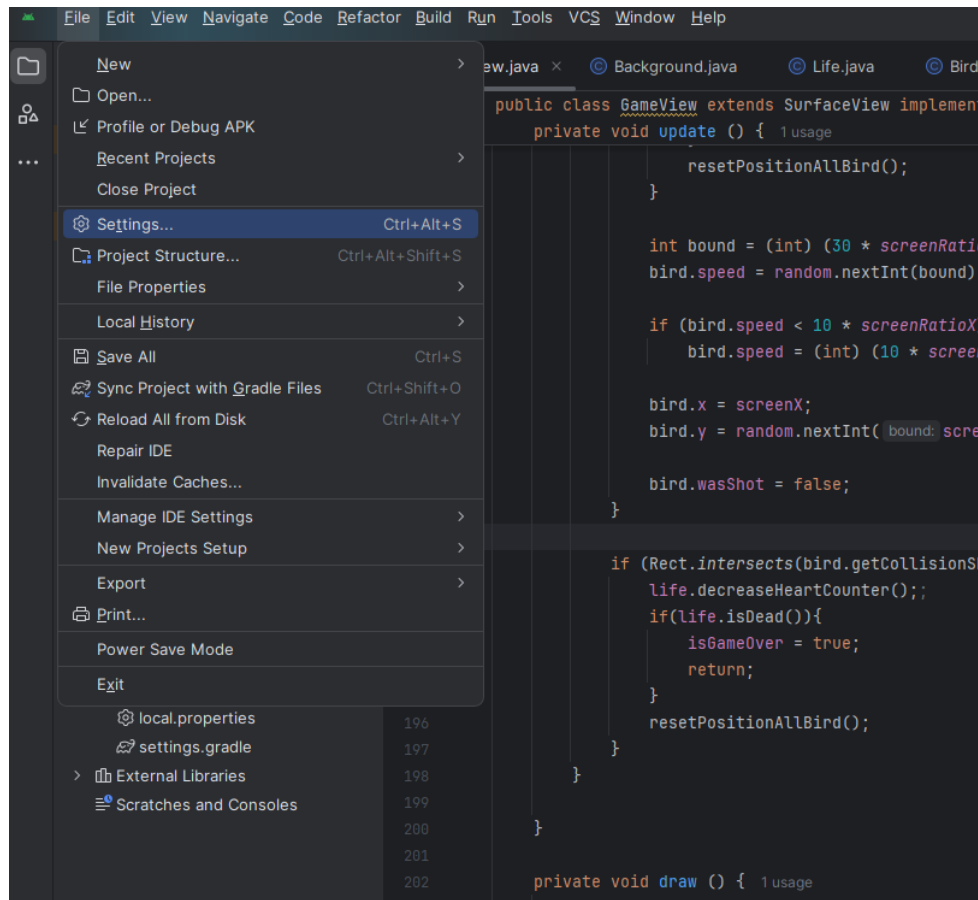 File Edit View Navigate Code Refactor Build Run Tools VCS Window Help
New
Open...
Profile or Debug APK
Recent Projects
Close Project
Settings... Ctrl+Alt+S
Project Structure... Ctrl+Alt+Shift+S
File Properties
Local History
Save All Ctrl+S
Sync Project with Gradle Files Ctrl+Shift+O
Reload All from Disk Ctrl+Alt+Y
Repair IDE
Invalidate Caches...
Manage IDE Settings
New Projects Setup
Export
Print...
Power Save Mode
Exit
local.properties
settings.gradle
External Libraries
Scratches and Consoles
ew.java Background.java Life.java Bird
public class GameView extends SurfaceView implement
private void update () { 1 usage
resetPositionAllBird();
}
int bound = (int) (30 * screenRatio
bird.speed = random.nextInt(bound)
if (bird.speed < 10 * screenRatioX
bird.speed = (int) (10 * scree
bird.x = screenX;
bird.y = random.nextInt( bound: scre
bird.wasShot = false;
}
if (Rect.intersects(bird.getCollisionS
life.decreaseHeartCounter();;
if(life.isDead()){
isGameOver = true;
return;
}
196 resetPositionAllBird();
197 }
198 }
199
200 }
201
202 private void draw () { 1 usage